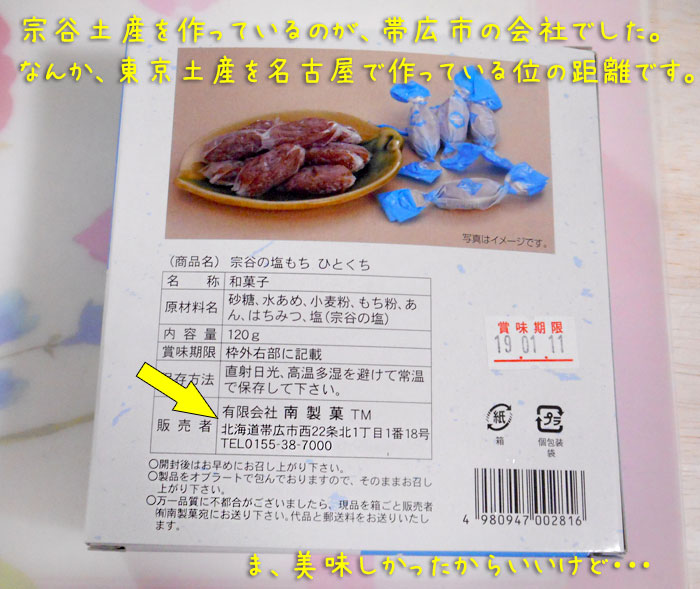 宗谷土産を作っているのが、帯広市の会社でした。
なんか、東京土産を名古屋で作っている位の距離です。
写真はイメージです。
(商品名) 宗谷の塩もち ひとくち
名称 和菓子
原材料名 砂糖、水あめ、小麦粉、もち粉、あ
ん、はちみつ、塩(宗谷の塩)
内容量 120g
賞味期限 枠外右部に記載
保存方法 直射日光、高温多湿を避けて常温
で保存して下さい。
販売者 有限会社 南製菓 TM
北海道帯広市西22条北1丁目1番18号
TEL0155-38-7000
賞味期限
19.01.11
紙
箱
プラ
個包装
袋
○開封後はお早めにお召し上がり下さい。
○製品をオブラートで包んでおりますので、そのままお召し
上がり下さい。
○万一品質に不都合がございましたら、現品を箱ごと販売者
㈲南製菓宛にお送り下さい。代品と郵送料をお送りいたし
ます。
4 980947 002816
ま、美味しかったからいいけど・・・